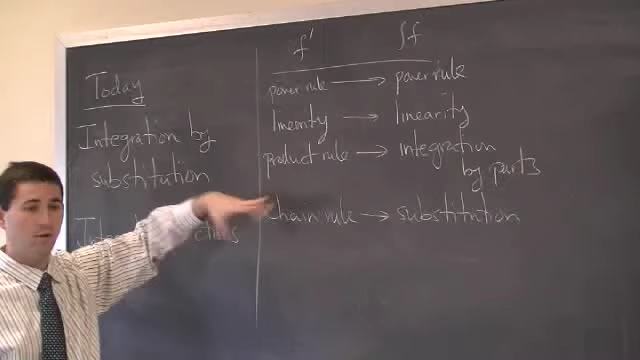 Today
Integration by
substitution
f' ∫f
power rule → power rule
linearity → linearity
product rule → integration
by parts
chain rule → substitution